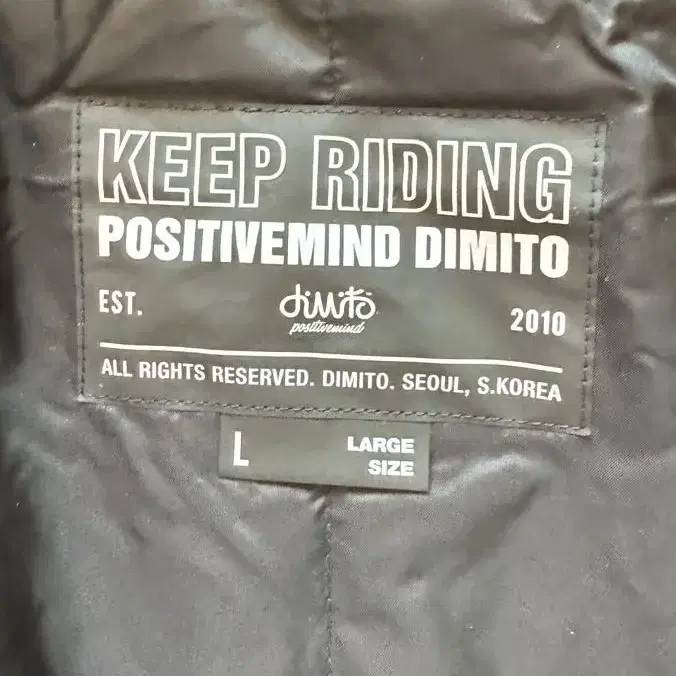 KEEP RIDING
POSITIVEMIND DIMITO
EST. dimito 2010
positivemind
ALL RIGHTS RESERVED. DIMITO. SEOUL, S.KOREA
L LARGE
SIZE